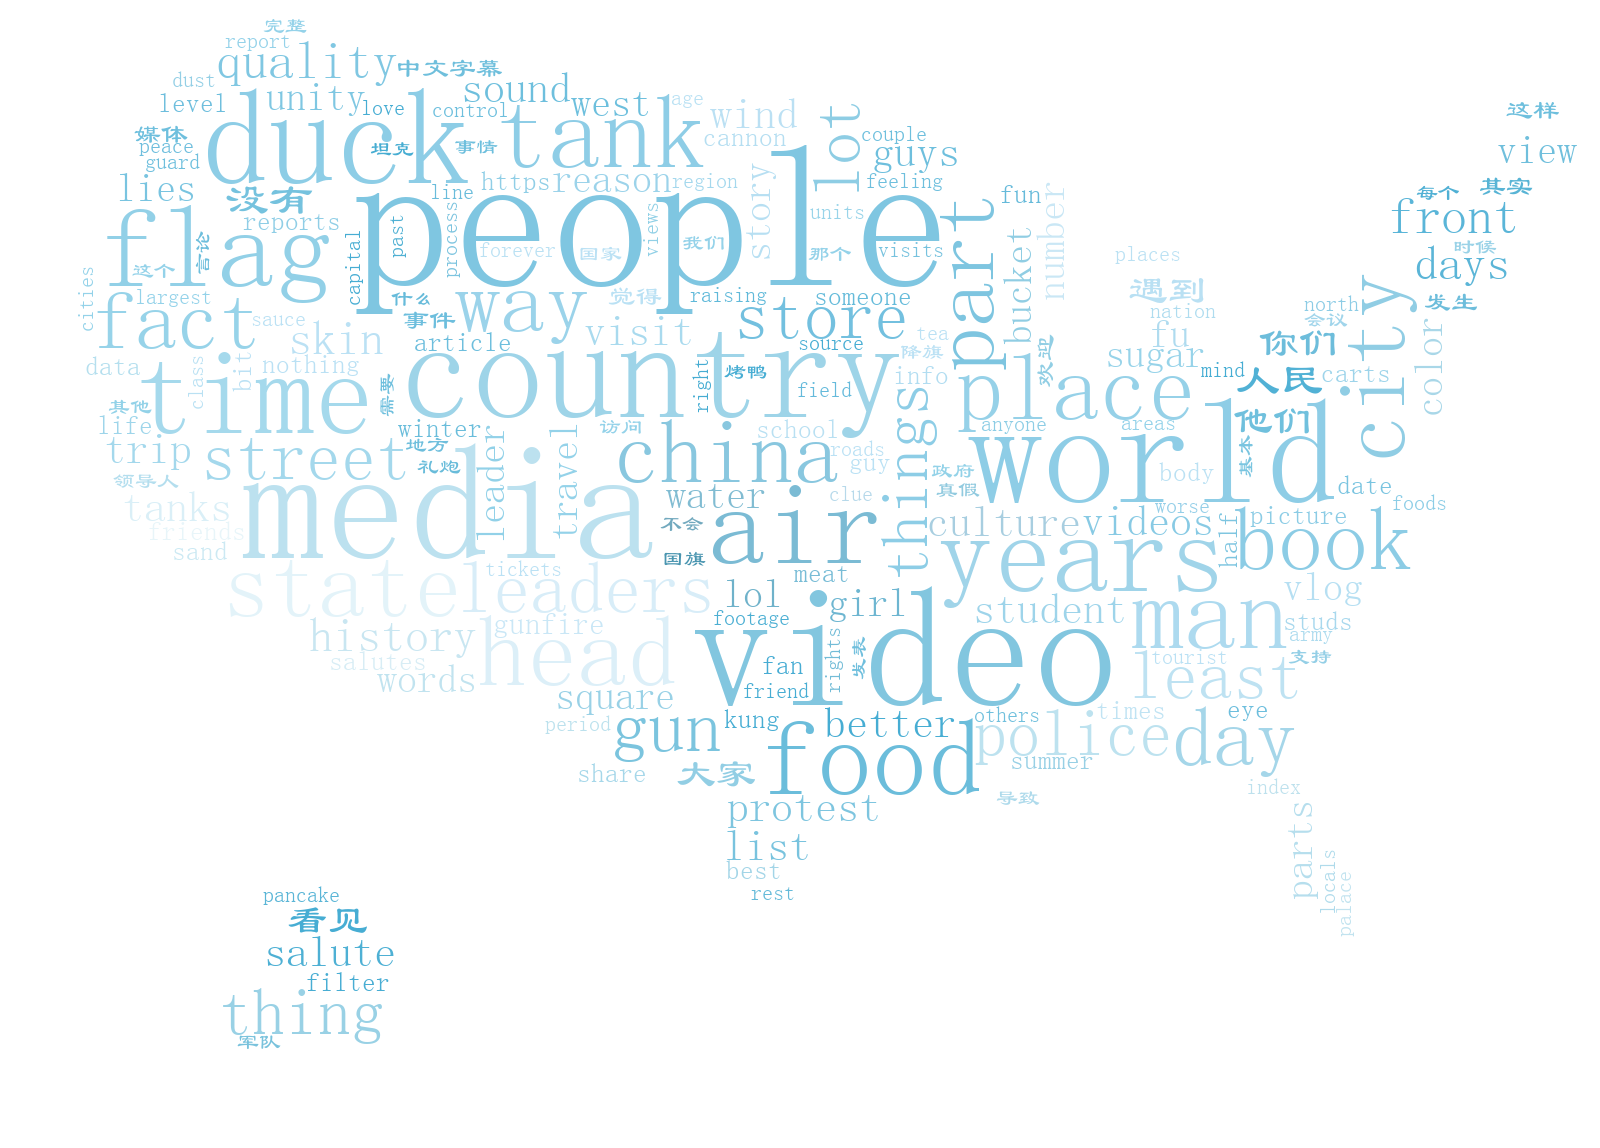 完整
report
quality
中文字幕
dust
sound
level
unity
love
control
west
age
wind
lot
这样
duck
tank
媒体
peace
guard
坦克
事情
cannon
couple
guys
view
lies
没有
line
https
reason
region
story
feeling
fun
number
每个
其实
flag
people
reports
言论
past
process
forever
国家
views
我们
units
那个
visits
part
bucket
front
时候
days
cities
这个
largest
capital
什么
way
觉得
raising
someone
places
遇到
nation
north
city
发生
fact
sauce
事件
article
skin
visit
store
source
tea
降旗
欢迎
fu
会议
你们
color
data
class
bit
nothing
需要
country
right
烤鸭
field
info
sugar
mind
人民
carts
time
其他
life
winter
访问
school
things
place
anyone
areas
他们
trip
street
地方
礼炮
leader
travel
china
roads
guy
政府
真假
world
基本
body
date
领导人
media
water
clue
worse
foods
tanks
friends
sand
不会
air
culture
videos
half
picture
book
国旗
tickets
meat
years
state
leaders
lol
girl
student
man
vlog
studs
army
history
gunfire
footage
video
rights
发表
tourist
支持
salutes
words
head
fan
friend
least
square
period
gun
kung
better
others
times
eye
food
police
day
share
大家
summer
导致
index
protest
list
parts
best
locals
rest
palace
pancake
看见
salute
filter
thing
军队